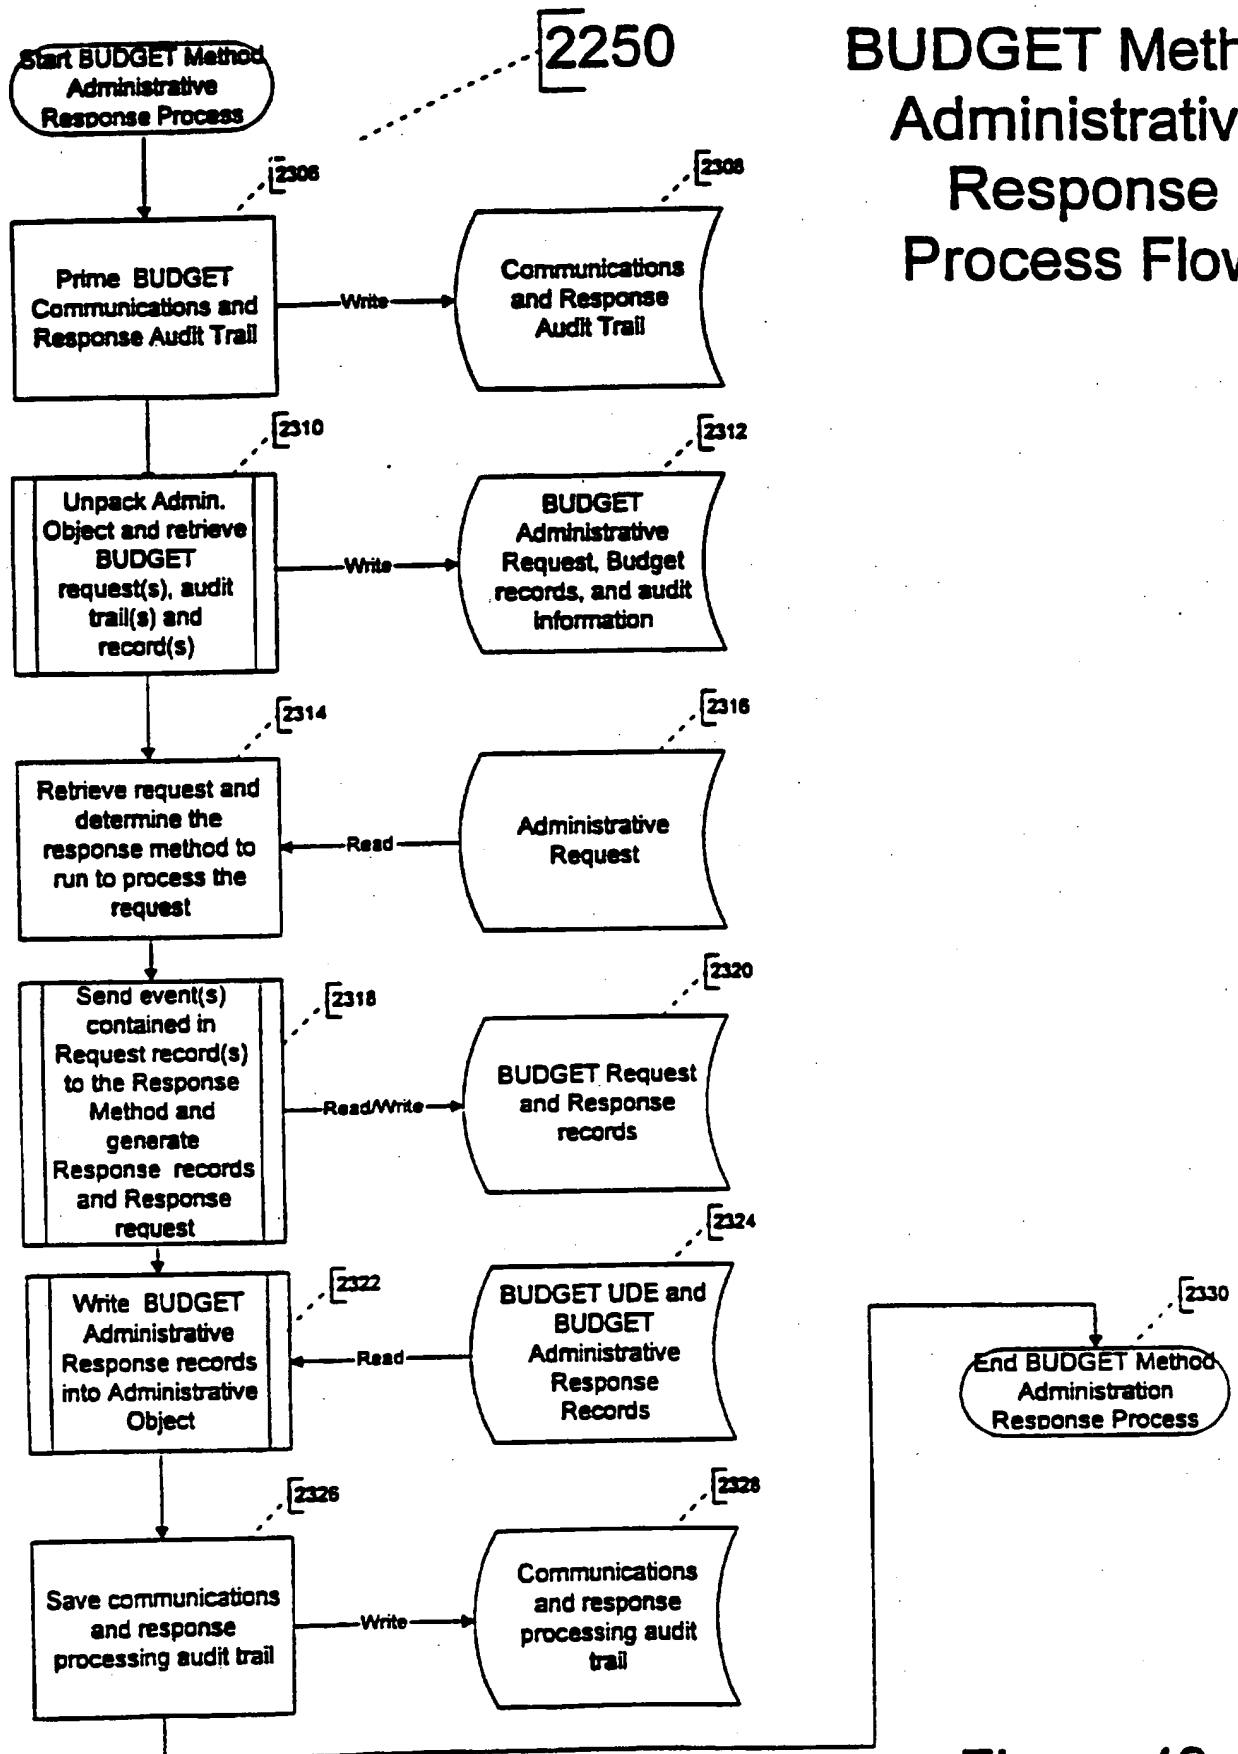 2250
BUDGET Meth
Administrativ
Response
Process Flow
Start BUDGET Method
Administrative
Response Process
2306
Prime BUDGET
Communications and
Response Audit Trail
Write
2308
Communications
and Response
Audit Trail
2310
Unpack Admin.
Object and retrieve
BUDGET
request(s), audit
trail(s) and
record(s)
Write
2312
BUDGET
Administrative
Request, Budget
records, and audit
information
2314
Retrieve request and
determine the
response method to
run to process the
request
Read
2316
Administrative
Request
2318
Send event(s)
contained in
Request record(s)
to the Response
Method and
generate
Response records
and Response
request
Read/Write
2320
BUDGET Request
and Response
records
2322
Write BUDGET
Administrative
Response records
into Administrative
Object
Read
2324
BUDGET UDE and
BUDGET
Administrative
Response
Records
2326
Save communications
and response
processing audit trail
Write
2328
Communications
and response
processing audit
trail
2330
End BUDGET Method
Administration
Response Process